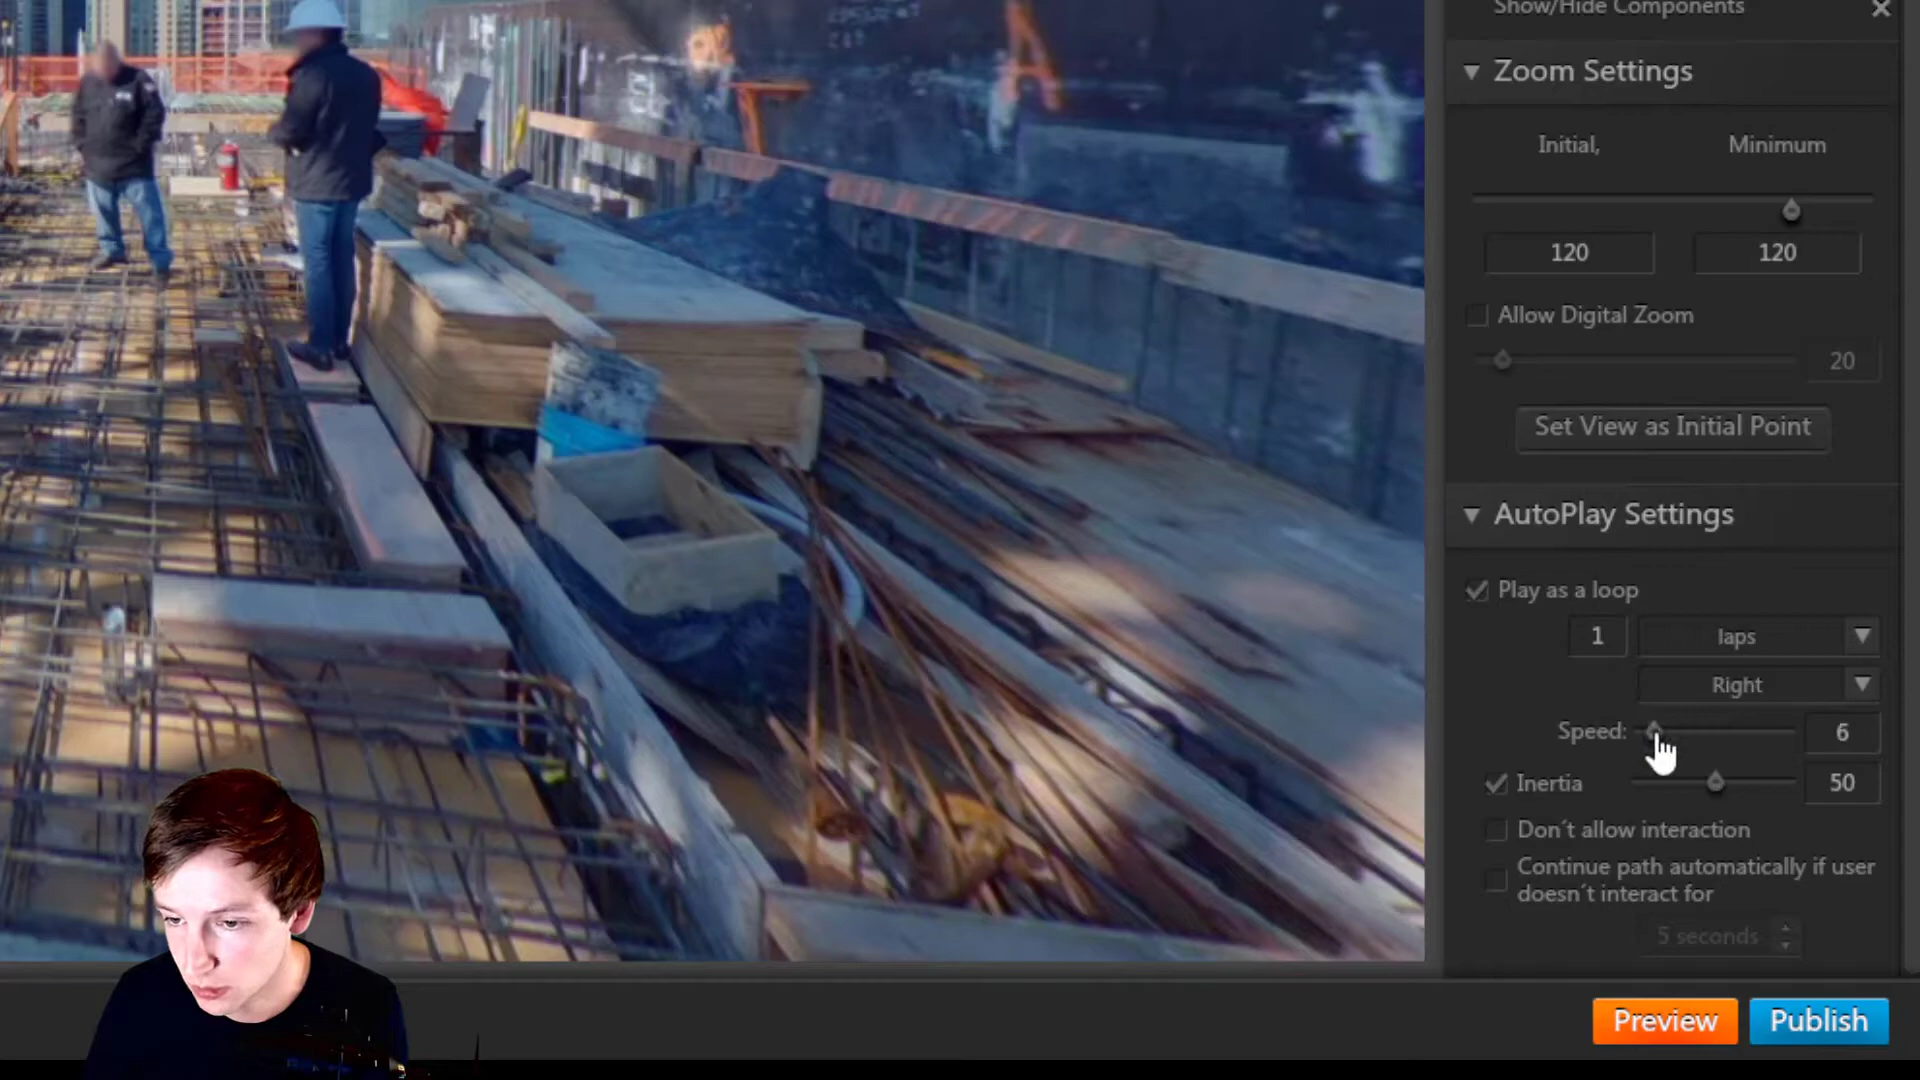 Show/Hide Components
Zoom Settings
Initial, Minimum
120 120
Allow Digital Zoom
20
Set View as Initial Point
AutoPlay Settings
Play as a loop
1 laps
Right
Speed: 6
Inertia 50
Don´t allow interaction
Continue path automatically if user
doesn´t interact for
5 seconds
Preview Publish